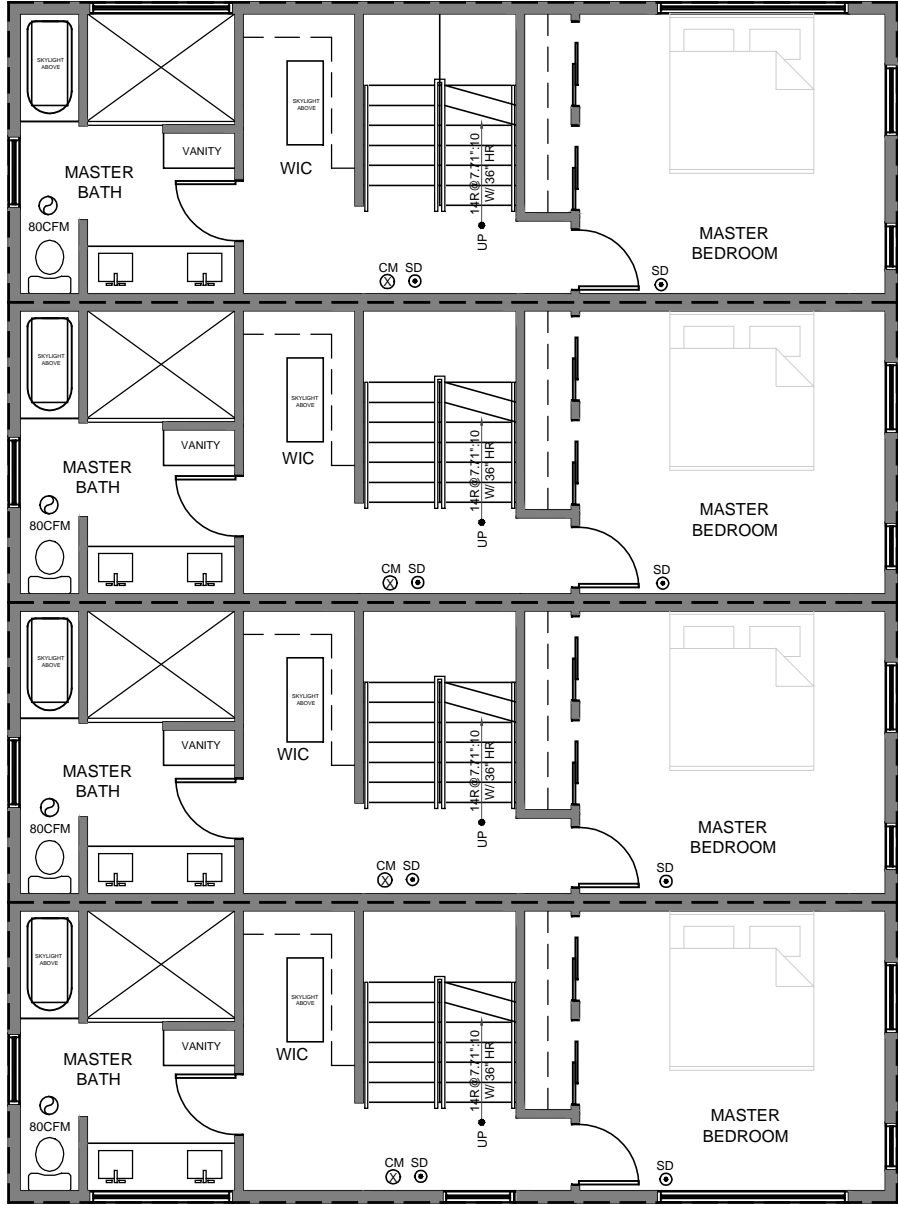 SKYLIGHT
ABOVE
SKYLIGHT
ABOVE
VANITY
MASTER
BATH
WIC
14R@7.71":10
W/ 36" HR
80CFM
UP
MASTER
BEDROOM
CM SD
SD
SKYLIGHT
ABOVE
SKYLIGHT
ABOVE
VANITY
MASTER
BATH
WIC
14R@7.71":10
W/ 36" HR
80CFM
UP
MASTER
BEDROOM
CM SD
SD
SKYLIGHT
ABOVE
SKYLIGHT
ABOVE
VANITY
MASTER
BATH
WIC
14R@7.71":10
W/ 36" HR
80CFM
UP
MASTER
BEDROOM
CM SD
SD
SKYLIGHT
ABOVE
SKYLIGHT
ABOVE
VANITY
MASTER
BATH
WIC
14R@7.71":10
W/ 36" HR
80CFM
UP
MASTER
BEDROOM
CM SD
SD